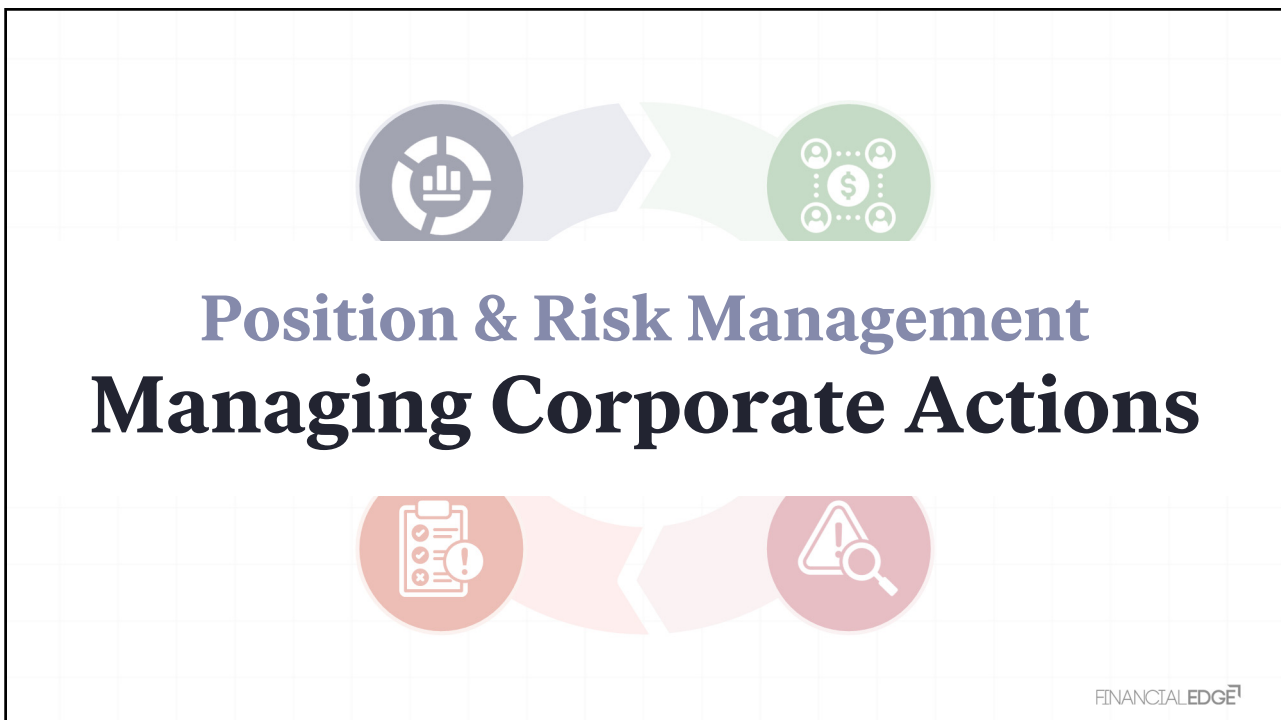 Position & Risk Management
Managing Corporate Actions
FINANCIALEDGE